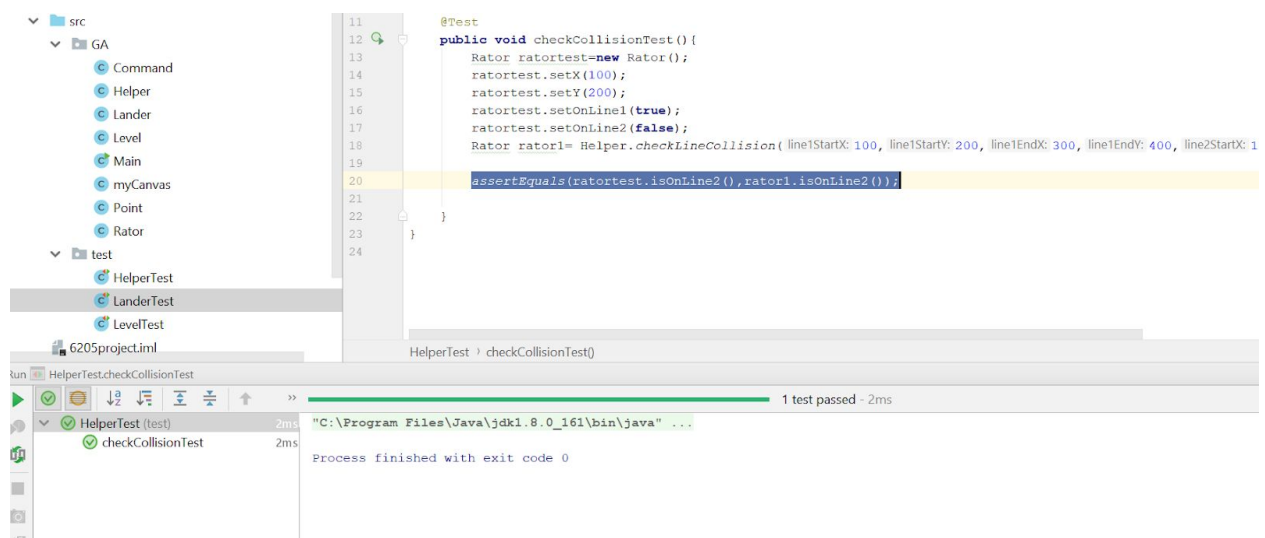 src
GA
Command
Helper
Lander
Level
Main
myCanvas
Point
Rator
test
HelperTest
LanderTest
LevelTest
6205project.iml
11 @Test
12 public void checkCollisionTest(){
13 Rator ratortest=new Rator();
14 ratortest.setX(100);
15 ratortest.setY(200);
16 ratortest.setOnLine1(true);
17 ratortest.setOnLine2(false);
18 Rator rator1= Helper.checkLineCollision( line1StartX: 100, line1StartY: 200, line1EndX: 300, line1EndY: 400, line2StartX: 1
19
20 assertEquals(ratortest.isOnLine2(),rator1.isOnLine2());
21
22 }
23 }
24
HelperTest › checkCollisionTest()
Run HelperTest.checkCollisionTest
1 test passed - 2ms
HelperTest (test) 2ms
checkCollisionTest 2ms
"C:\Program Files\Java\jdk1.8.0_161\bin\java" ...
Process finished with exit code 0